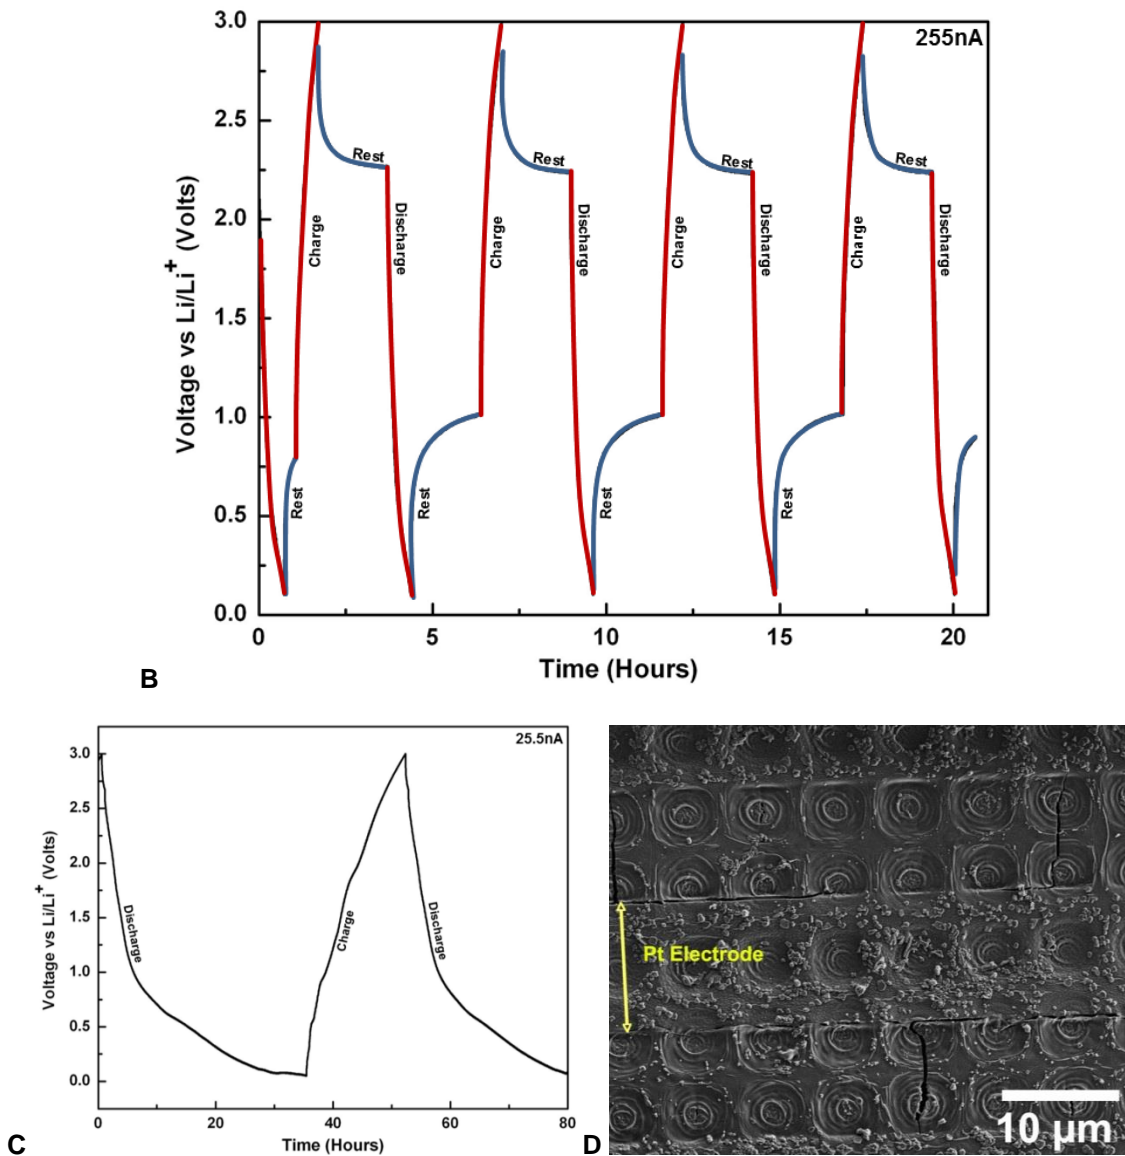 255nA
3.0
2.5
2.0
1.5
1.0
0.5
0.0
Voltage vs Li/Li+ (Volts)
Rest
Charge
Rest
Discharge
Rest
Charge
Rest
Discharge
Rest
Charge
Rest
Discharge
Rest
Charge
Rest
Discharge
0 5 10 15 20
Time (Hours)
B
25.5nA
3.0
2.5
2.0
1.5
1.0
0.5
0.0
Voltage vs Li/Li+ (Volts)
Discharge
Charge
Discharge
0 20 40 60 80
Time (Hours)
C
Pt Electrode
10 µm
D